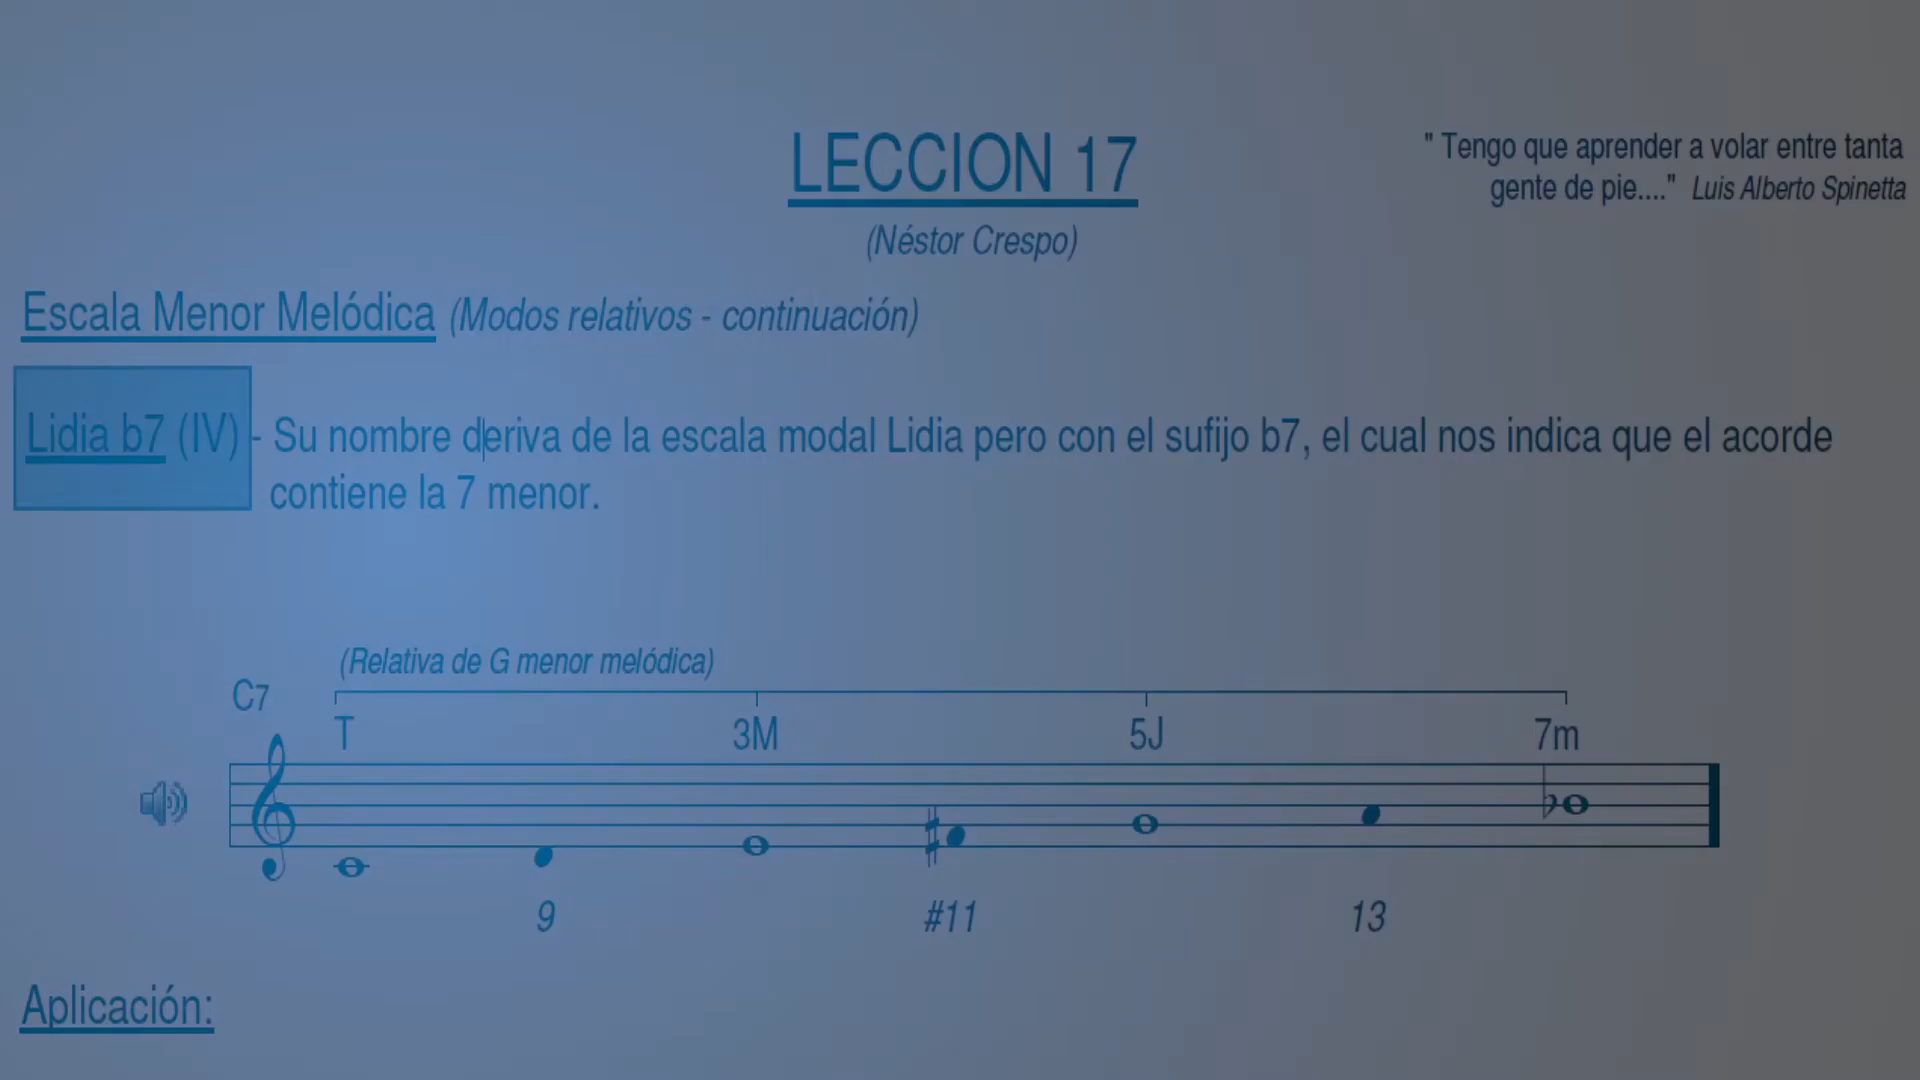 LECCION 17
" Tengo que aprender a volar entre tanta
gente de pie...." Luis Alberto Spinetta
(Néstor Crespo)
Escala Menor Melódica (Modos relativos - continuación)
Lidia b7 (IV) - Su nombre deriva de la escala modal Lidia pero con el sufijo b7, el cual nos indica que el acorde
contiene la 7 menor.
(Relativa de G menor melódica)
C7
T 3M 5J 7m
9 #11 13
Aplicación: